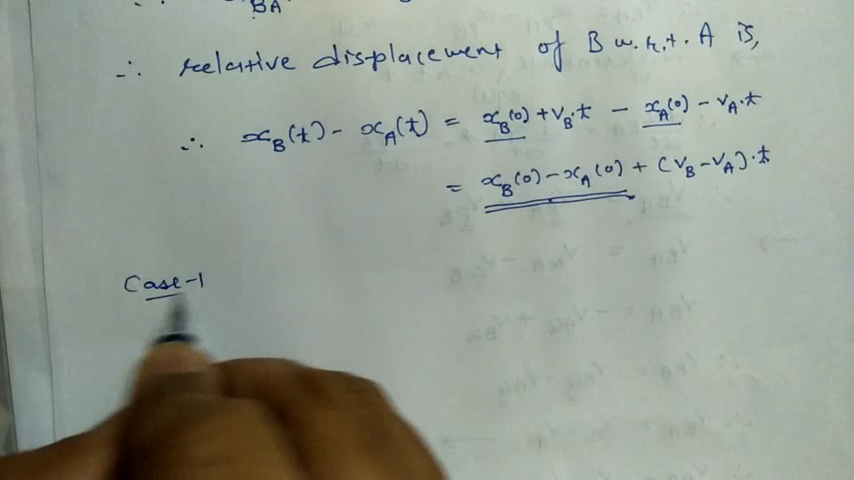 BA
∴ relative displacement of B w.r.t. A is,
∴ x_B(t) - x_A(t) = x_B(0) + v_B·t - x_A(0) - v_A·t
= x_B(0) - x_A(0) + (v_B - v_A)·t
Case-1